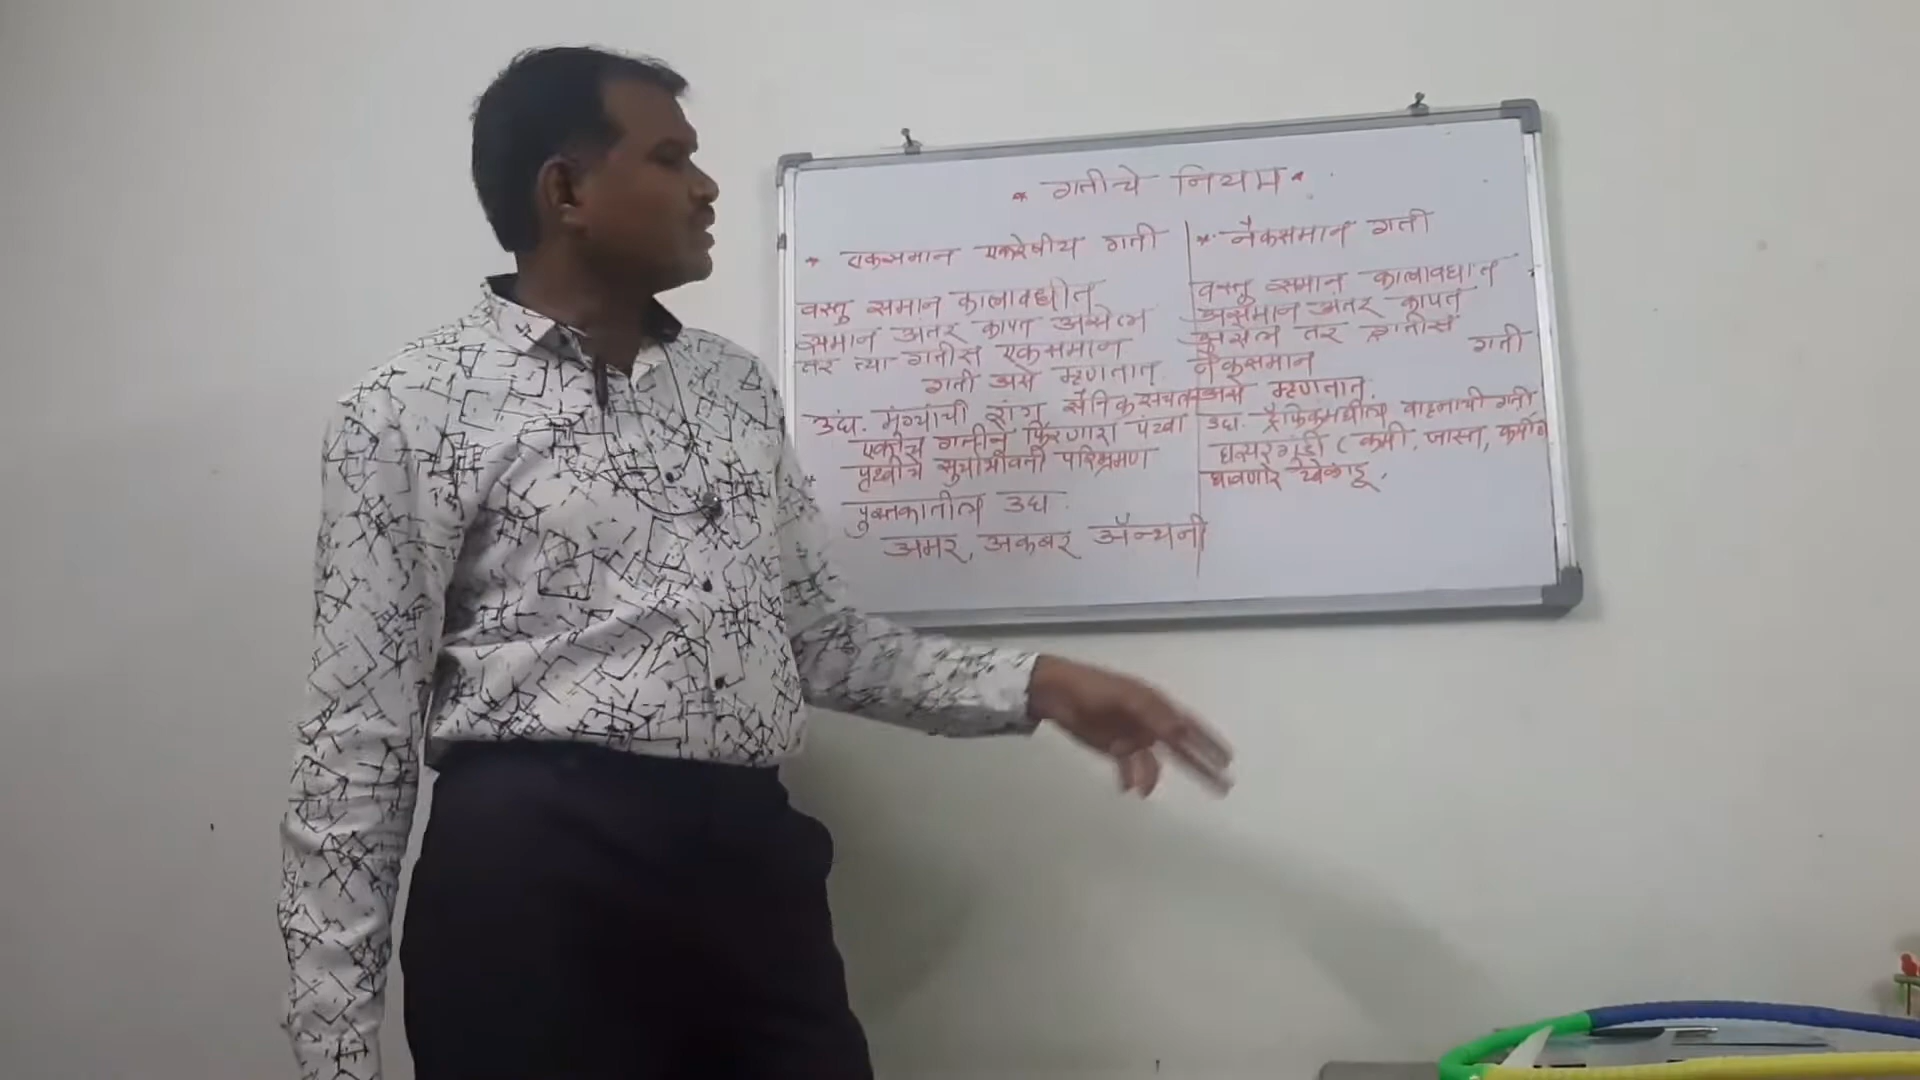 * गतीचे नियम *
* एकसमान एकरेषीय गती
वस्तु समान कालावधीत
समान अंतर कापत असेल
तर त्या गतीस एकसमान
गती असे म्हणतात.
उदा. मुंग्यांची रांग सैनिक संचलन
एकाच गतीने फिरणारा पंखा
पृथ्वीचे सुर्याभोवती परिभ्रमण
पुस्तकातील उदा.
अमर, अकबर अ‍ॅन्थनी
* नैकसमान गती
वस्तू समान कालावधीत
असमान अंतर कापत
असेल तर गतीस
नैकसमान गती
असे म्हणतात.
उदा. ट्रॅफिकमधील वाहनाची गती
घसरगुंडी (कमी, जास्त, कमी)
धावणारे खेळाडू.